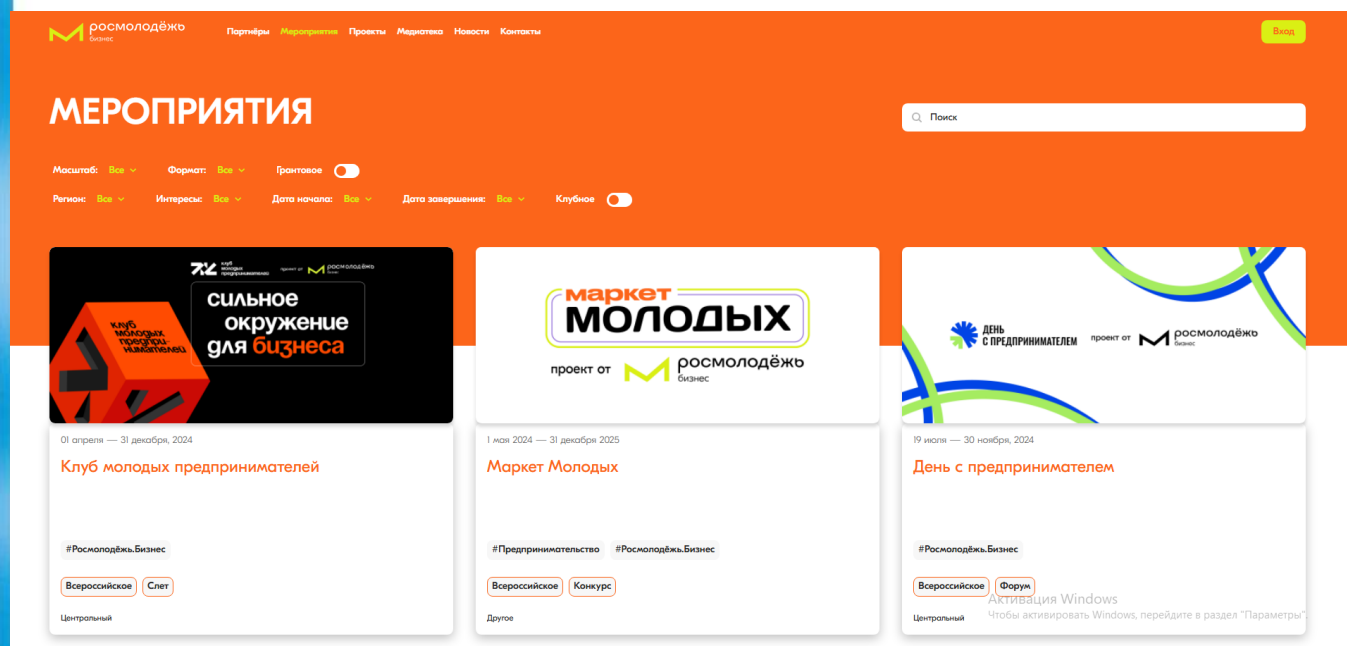 росмолодёжь
бизнес
Партнёры Мероприятия Проекты Медиатека Новости Контакты
Вход
МЕРОПРИЯТИЯ
Поиск
Масштаб: Все Формат: Все Грантовое
Регион: Все Интересы: Все Дата начала: Все Дата завершения: Все Клубное
клуб
молодых
предпринимателей
проект от
росмолодёжь
бизнес
сильное
окружение
для бизнеса
клуб
молодых
предпри-
нимателей
маркет
МОЛОДЫХ
проект от
росмолодёжь
бизнес
ДЕНЬ
С ПРЕДПРИНИМАТЕЛЕМ
проект от
росмолодёжь
бизнес
01 апреля — 31 декабря, 2024
Клуб молодых предпринимателей
#Росмолодёжь.Бизнес
Всероссийское Слет
Центральный
1 мая 2024 — 31 декабря 2025
Маркет Молодых
#Предпринимательство #Росмолодёжь.Бизнес
Всероссийское Конкурс
Другое
19 июля — 30 ноября, 2024
День с предпринимателем
#Росмолодёжь.Бизнес
Всероссийское Форум
Центральный
Активация Windows
Чтобы активировать Windows, перейдите в раздел "Параметры".